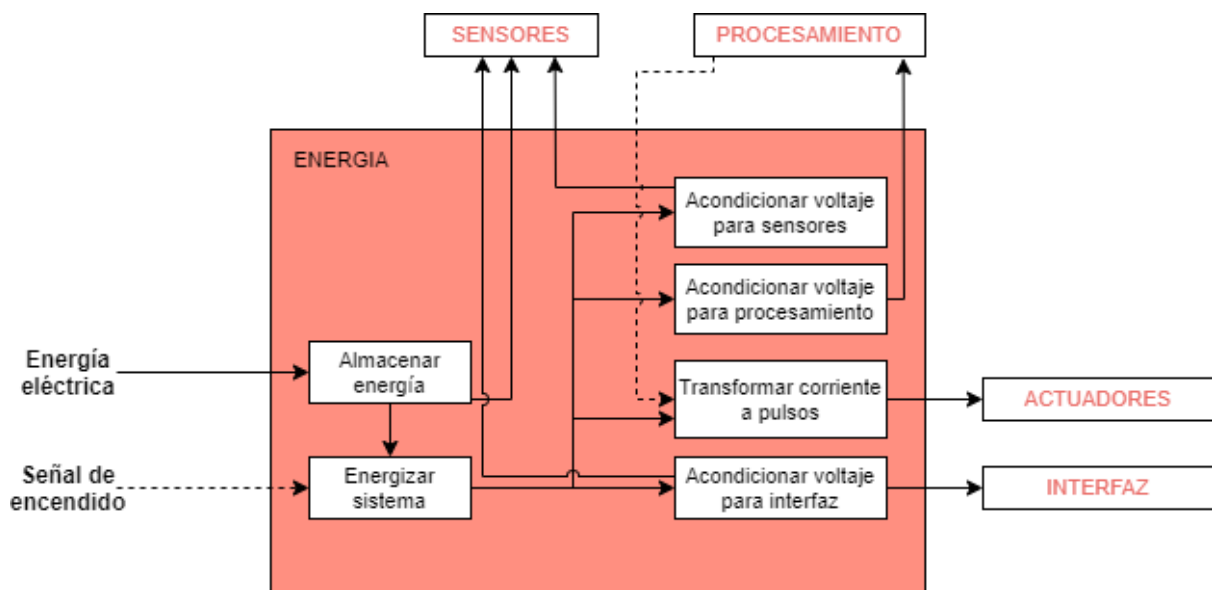 SENSORES
PROCESAMIENTO
ENERGIA
Acondicionar voltaje
para sensores
Acondicionar voltaje
para procesamiento
Energía
eléctrica
Almacenar
energía
Transformar corriente
a pulsos
ACTUADORES
Señal de
encendido
Energizar
sistema
Acondicionar voltaje
para interfaz
INTERFAZ